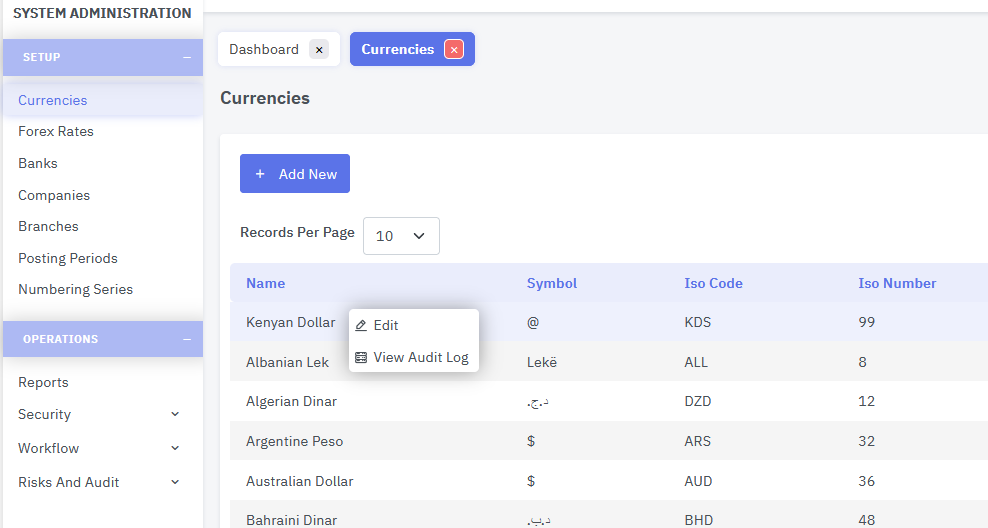 SYSTEM ADMINISTRATION
SETUP
Currencies
Forex Rates
Banks
Companies
Branches
Posting Periods
Numbering Series
OPERATIONS
Reports
Security
Workflow
Risks And Audit
Dashboard × Currencies ×
Currencies
+ Add New
Records Per Page 10
Name Symbol Iso Code Iso Number
Kenyan Dollar @ KDS 99
Edit
View Audit Log
Albanian Lek Lekë ALL 8
Algerian Dinar د.ج. DZD 12
Argentine Peso $ ARS 32
Australian Dollar $ AUD 36
Bahraini Dinar د.ب. BHD 48